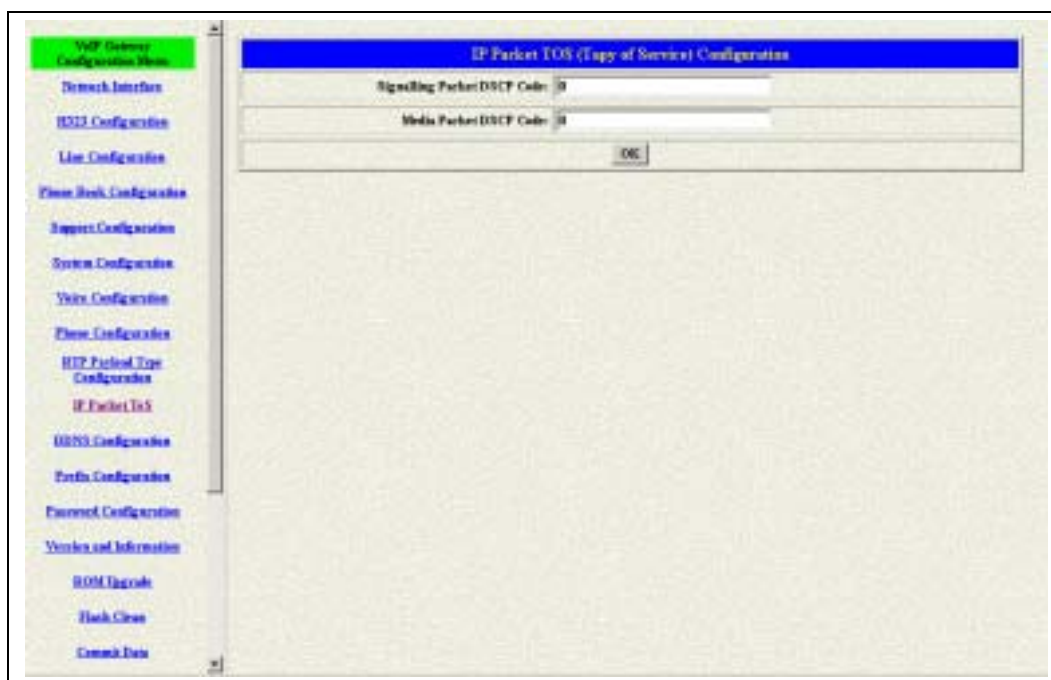 VoIP Gateway
Configuration Menu
Network Interface
H323 Configuration
Line Configuration
Phone Book Configuration
Support Configuration
System Configuration
Voice Configuration
Phone Configuration
RTP Payload Type
Configuration
IP Packet ToS
DDNS Configuration
Prefix Configuration
Password Configuration
Version and Information
ROM Upgrade
Flash Clean
Commit Data
IP Packet TOS (Tapy of Service) Configuration
Signalling Packet DSCP Code: 0
Media Packet DSCP Code: 0
OK